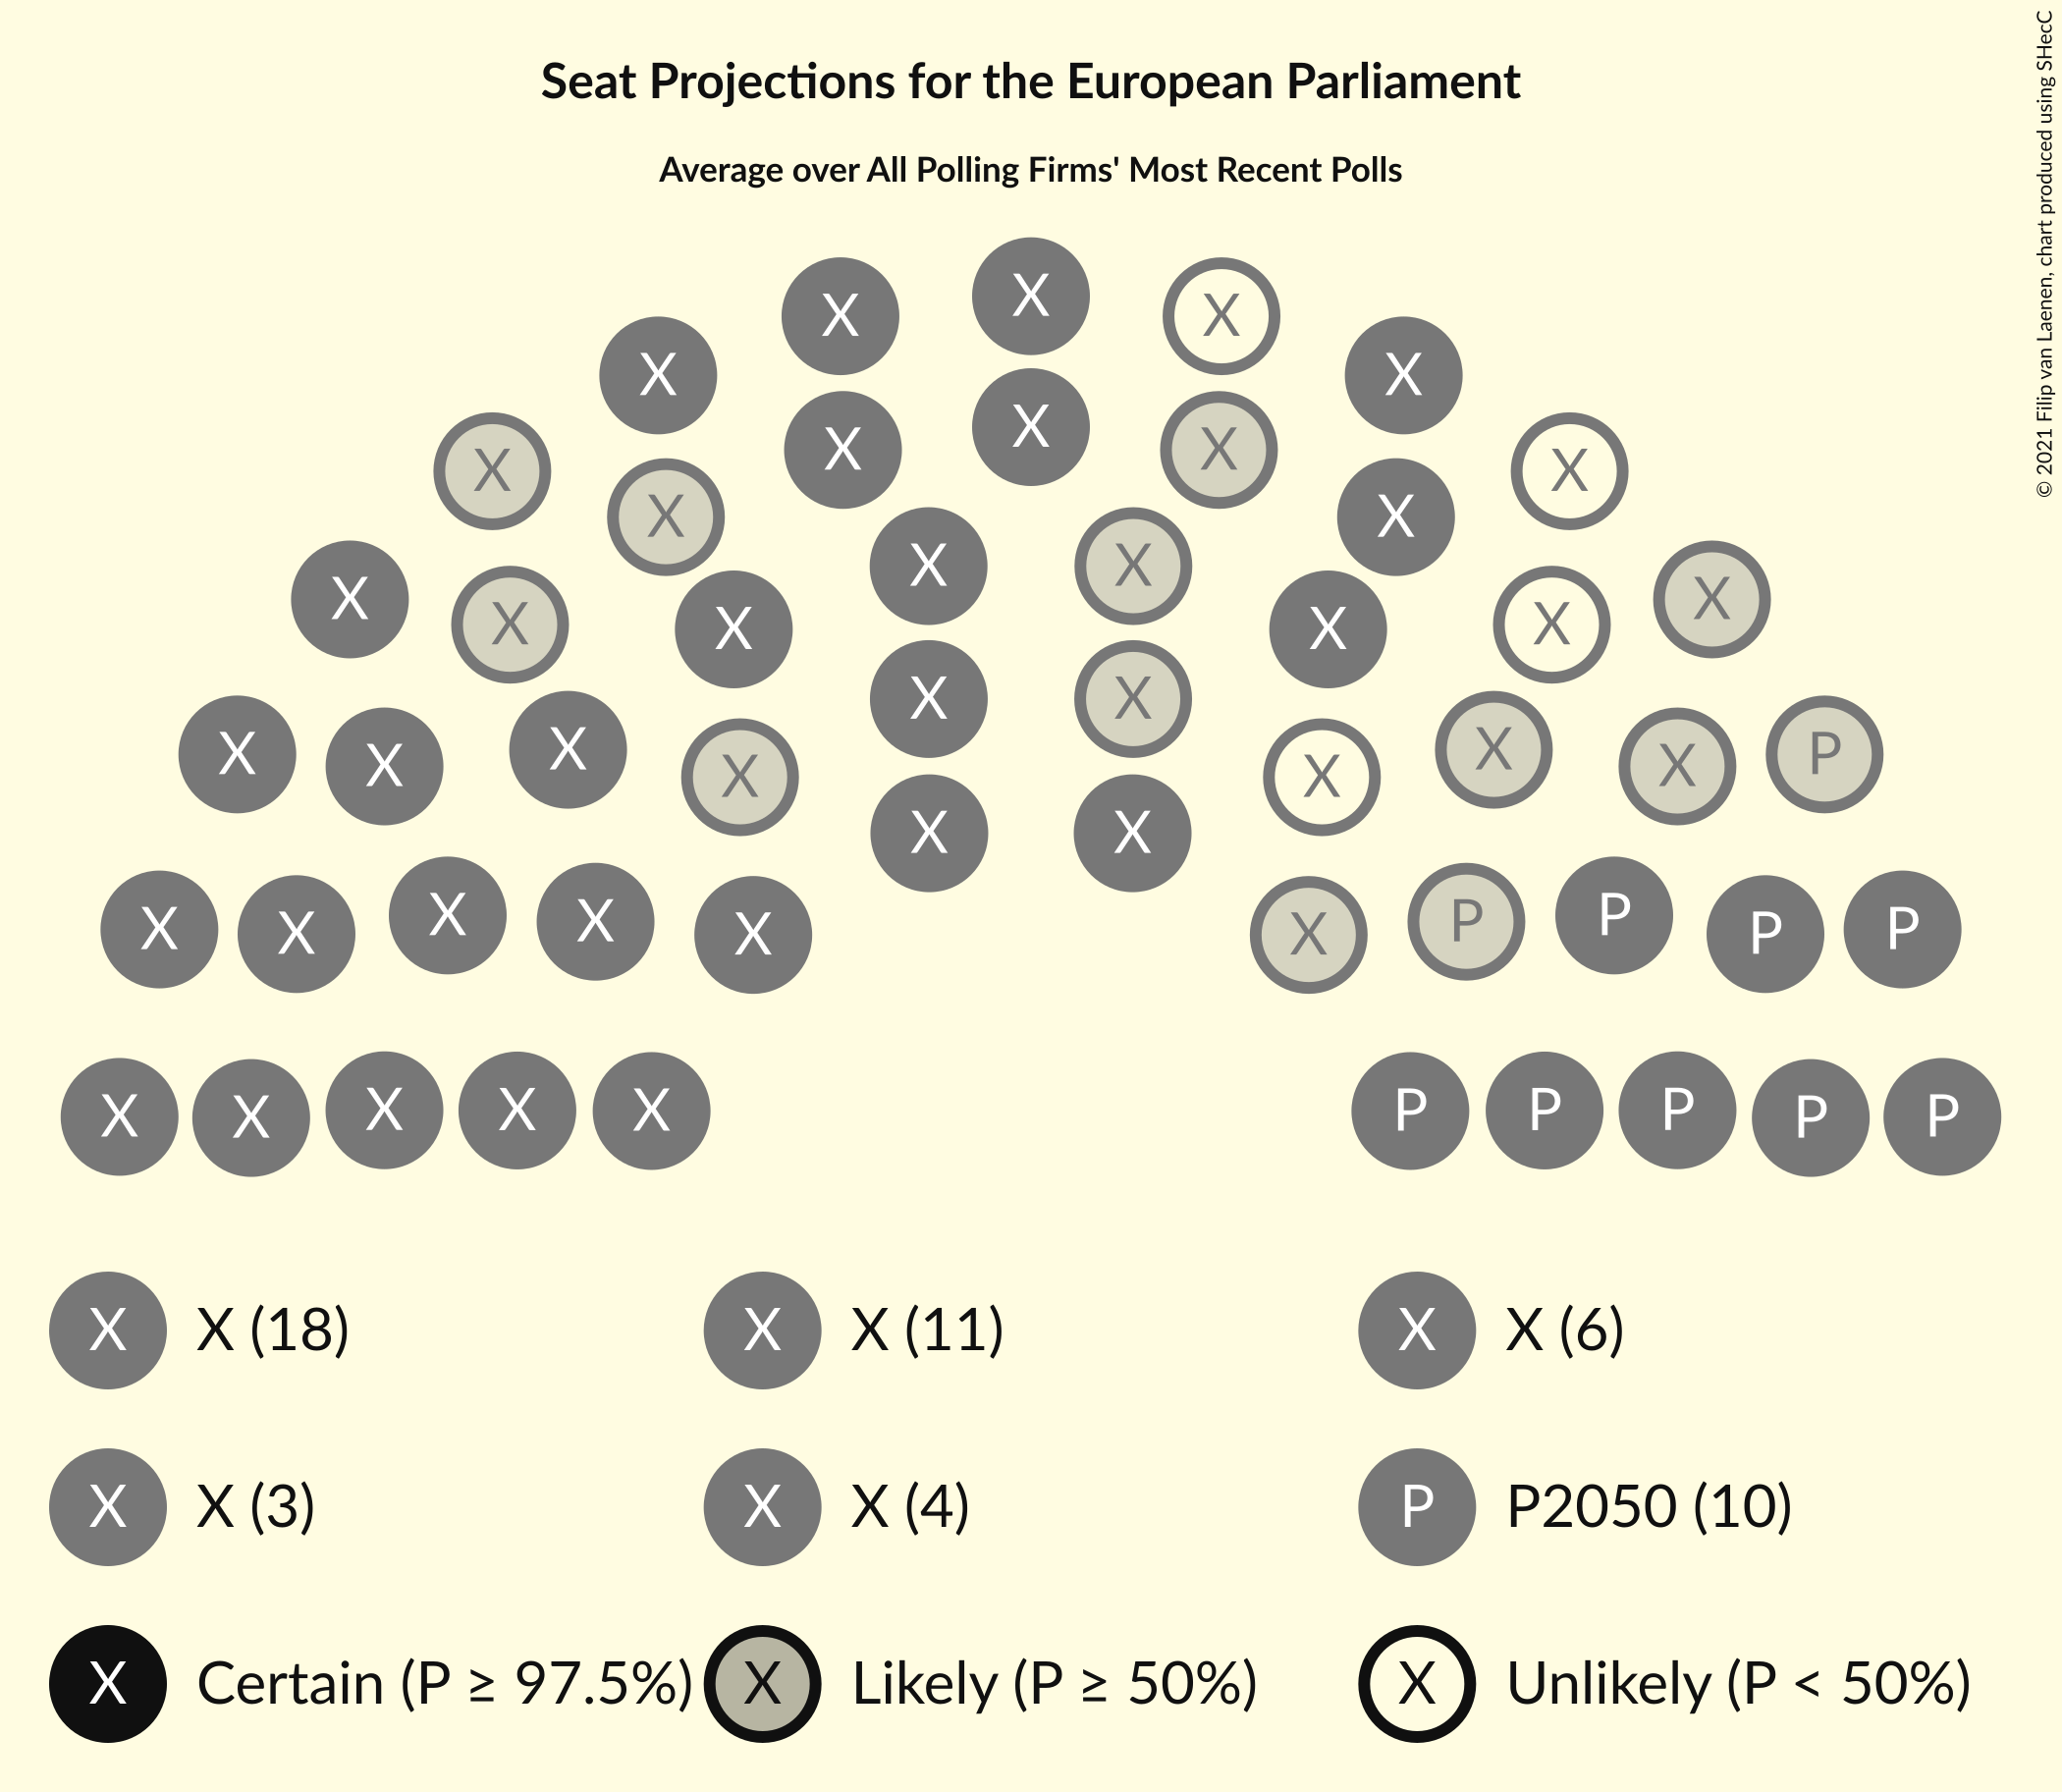 Seat Projections for the European Parliament
Average over All Polling Firms' Most Recent Polls
© 2021 Filip van Laenen, chart produced using SHecC
X X X
X X
X X X
X X
X X X
X X
X X X
X X
X X X
X X
X X X
X X
X X X
X X P
X X X X X
X P P P P
X X X X X
P P P P P
X X (18)
X X (11)
X X (6)
X X (3)
X X (4)
P P2050 (10)
X Certain (P ≥ 97.5%)
X Likely (P ≥ 50%)
X Unlikely (P < 50%)